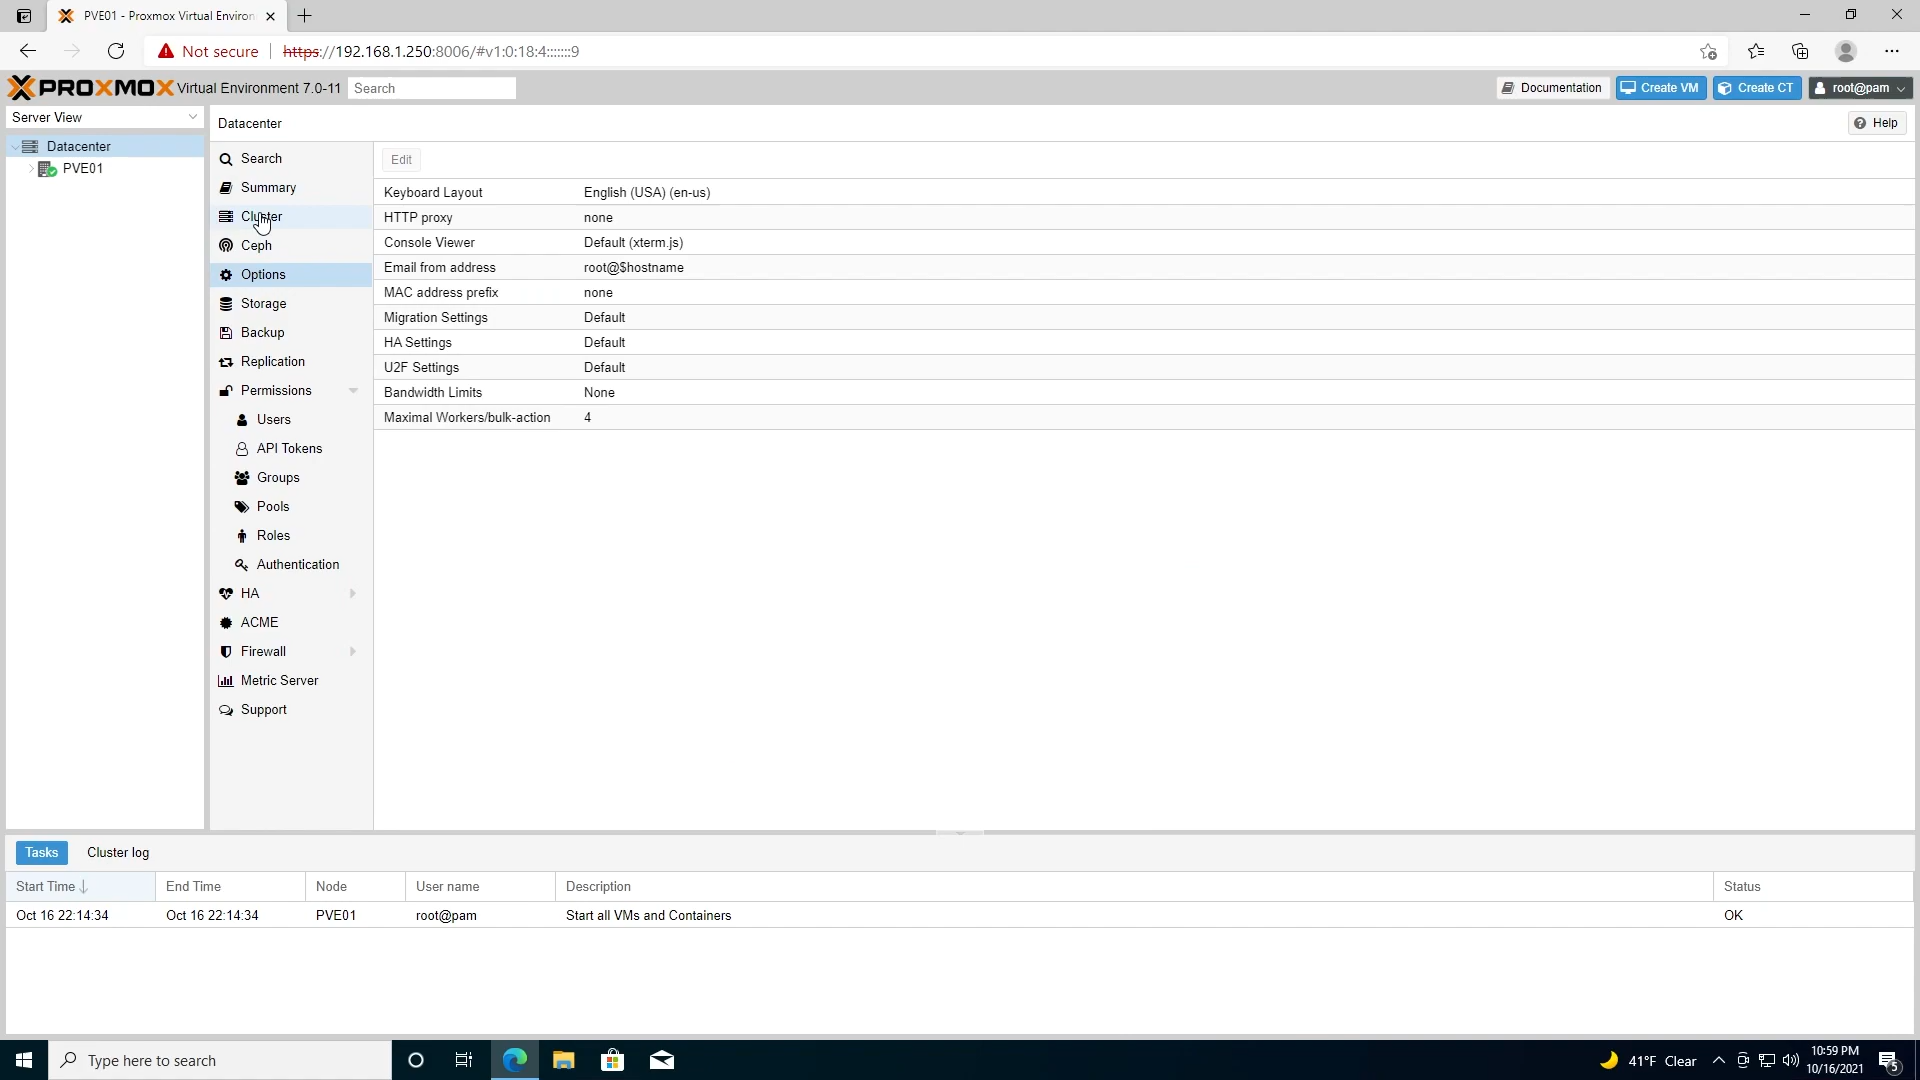 PVE01 - Proxmox Virtual Environ
Not secure
https://192.168.1.250:8006/#v1:0:18:4:::::::9
PROXMOX Virtual Environment 7.0-11 Search
Documentation Create VM Create CT root@pam
Server View
Datacenter
PVE01
Datacenter
Help
Search
Summary
Cluster
Ceph
Options
Storage
Backup
Replication
Permissions
Users
API Tokens
Groups
Pools
Roles
Authentication
HA
ACME
Firewall
Metric Server
Support
Edit
Keyboard Layout English (USA) (en-us)
HTTP proxy none
Console Viewer Default (xterm.js)
Email from address root@$hostname
MAC address prefix none
Migration Settings Default
HA Settings Default
U2F Settings Default
Bandwidth Limits None
Maximal Workers/bulk-action 4
Tasks Cluster log
Start Time End Time Node User name Description Status
Oct 16 22:14:34 Oct 16 22:14:34 PVE01 root@pam Start all VMs and Containers OK
Type here to search
41°F Clear
10:59 PM
10/16/2021
5